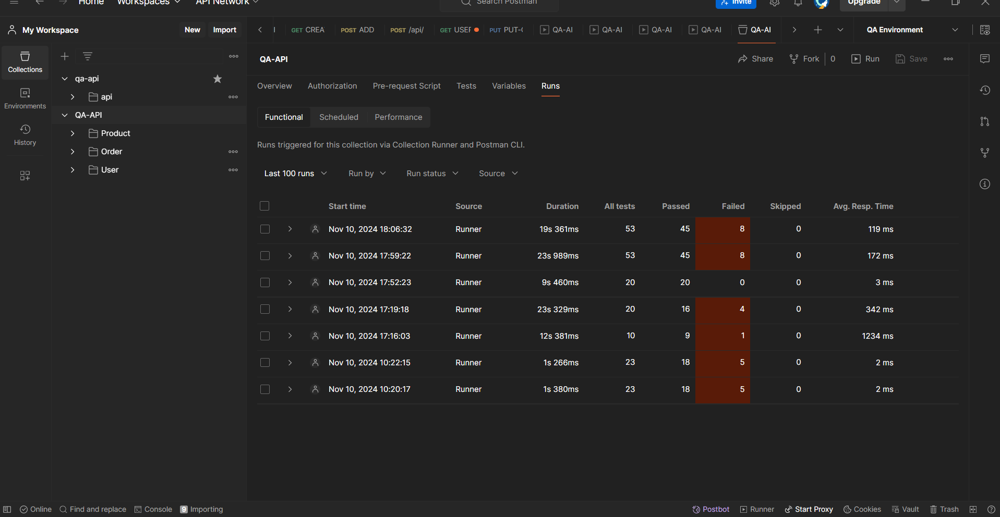 Home Workspaces API Network Search Postman Invite Upgrade
My Workspace New Import
GET CREA POST ADD POST /api/ GET USEF PUT PUT-( QA-AI QA-AI QA-AI QA-AI QA-AI QA Environment
Collections
Environments
History
qa-api
api
QA-API
Product
Order
User
QA-API Share Fork 0 Run Save
Overview Authorization Pre-request Script Tests Variables Runs
Functional Scheduled Performance
Runs triggered for this collection via Collection Runner and Postman CLI.
Last 100 runs Run by Run status Source
Start time Source Duration All tests Passed Failed Skipped Avg. Resp. Time
Nov 10, 2024 18:06:32 Runner 19s 361ms 53 45 8 0 119 ms
Nov 10, 2024 17:59:22 Runner 23s 989ms 53 45 8 0 172 ms
Nov 10, 2024 17:52:23 Runner 9s 460ms 20 20 0 0 3 ms
Nov 10, 2024 17:19:18 Runner 23s 329ms 20 16 4 0 342 ms
Nov 10, 2024 17:16:03 Runner 12s 381ms 10 9 1 0 1234 ms
Nov 10, 2024 10:22:15 Runner 1s 266ms 23 18 5 0 2 ms
Nov 10, 2024 10:20:17 Runner 1s 380ms 23 18 5 0 2 ms
Online Find and replace Console 9 Importing Postbot Runner Start Proxy Cookies Vault Trash